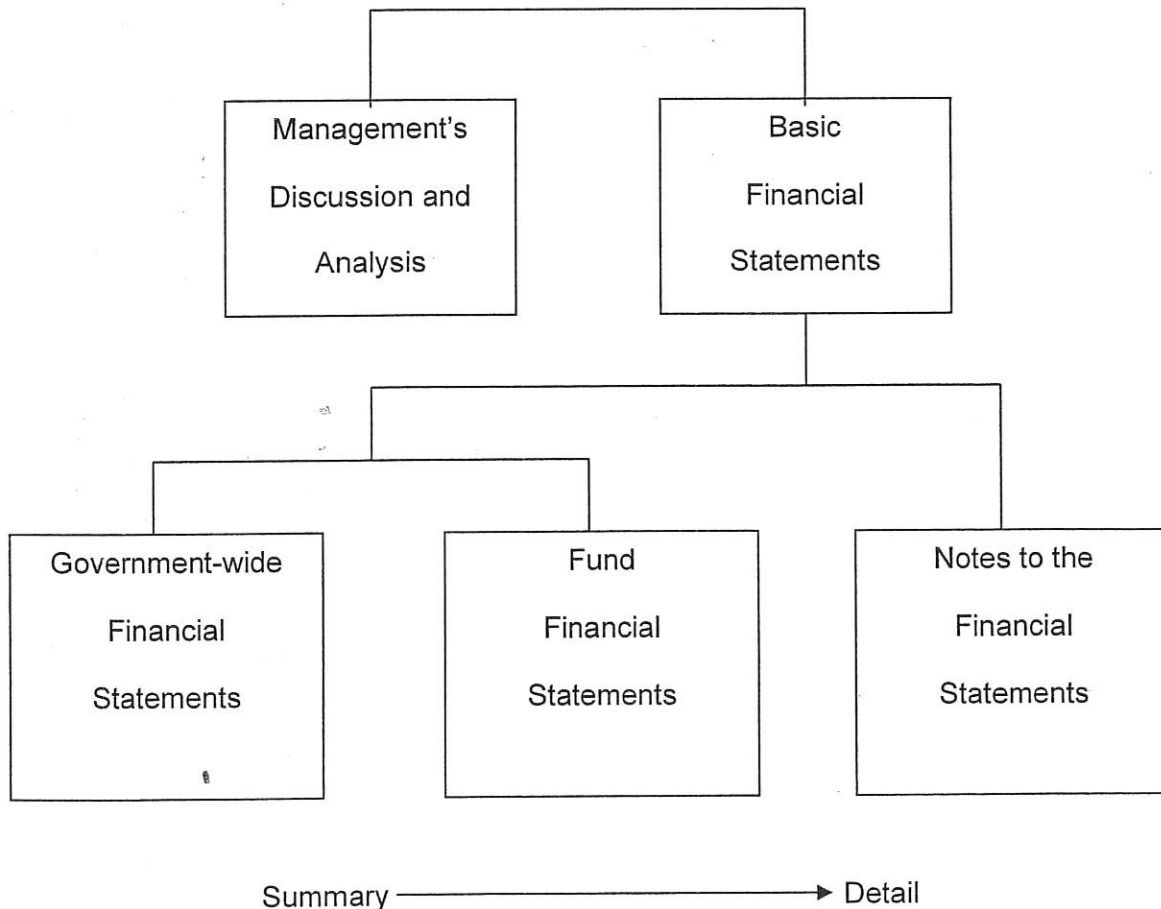 Management's
Discussion and
Analysis
Basic
Financial
Statements
Government-wide
Financial
Statements
Fund
Financial
Statements
Notes to the
Financial
Statements
Summary
Detail